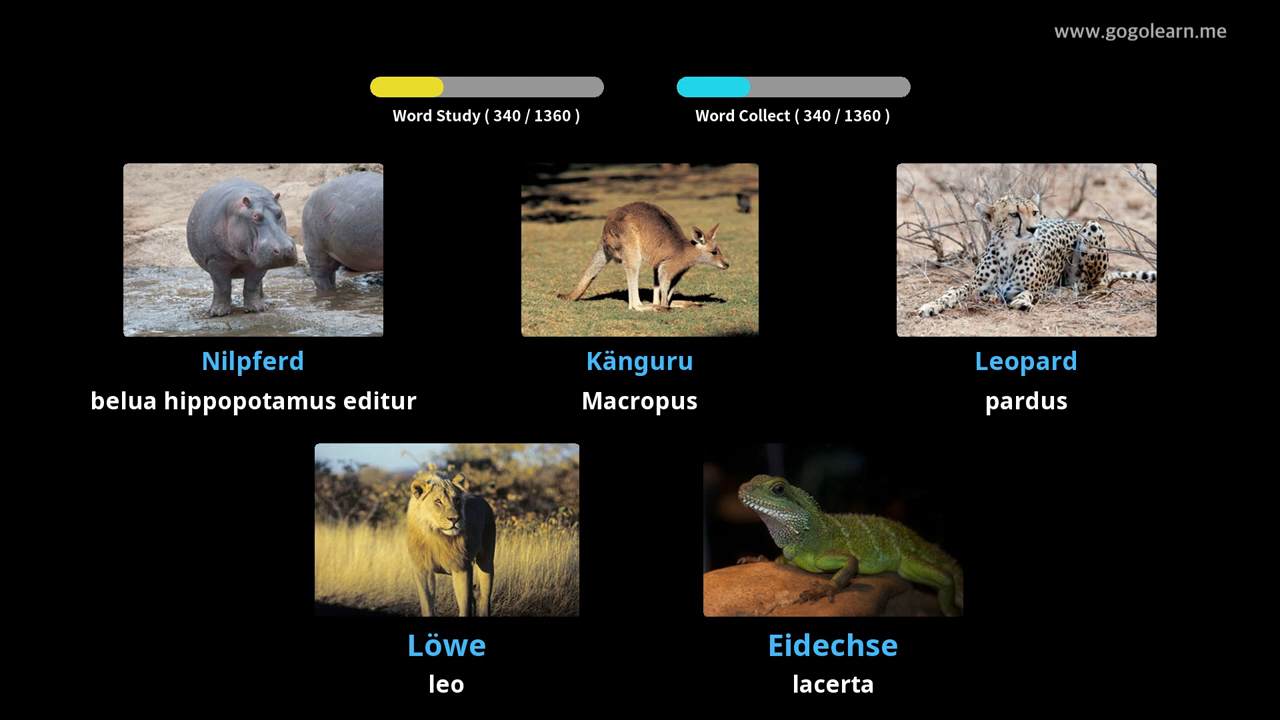 www.gogolearn.me
Word Study ( 340 / 1360 )
Word Collect ( 340 / 1360 )
Nilpferd
belua hippopotamus editur
Känguru
Macropus
Leopard
pardus
Löwe
leo
Eidechse
lacerta